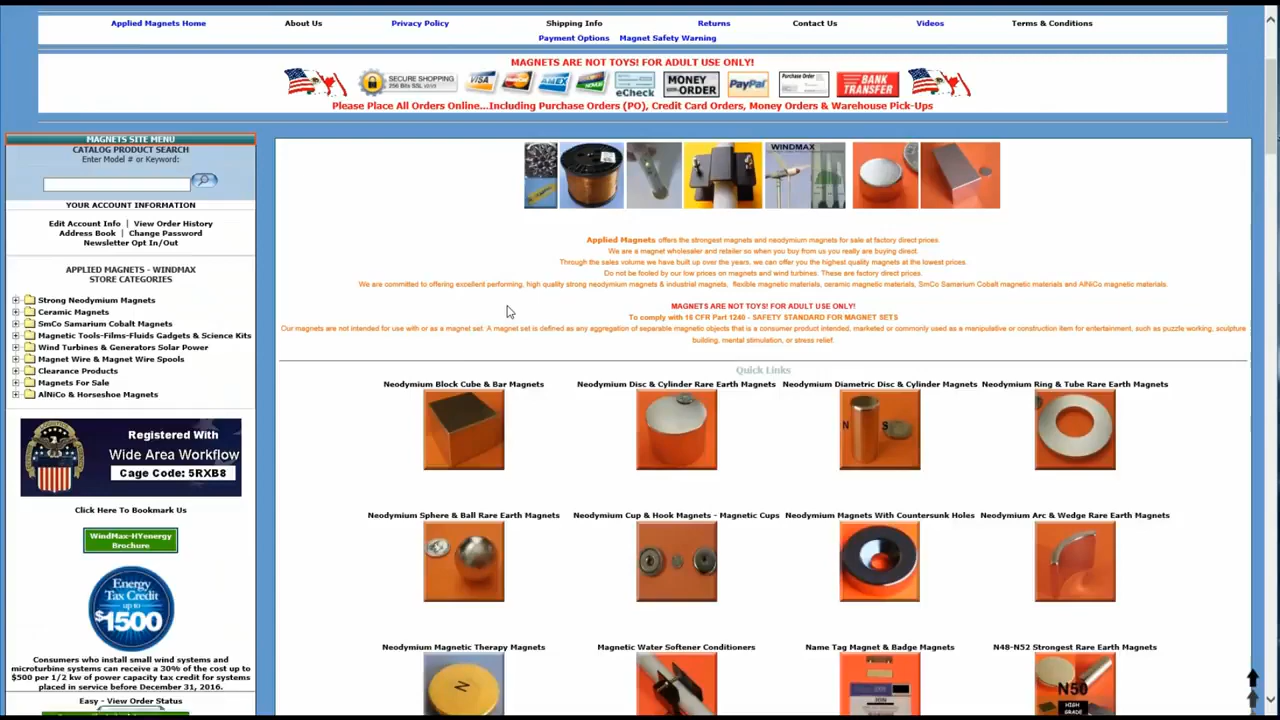 Applied Magnets Home
About Us
Privacy Policy
Shipping Info
Returns
Contact Us
Videos
Terms & Conditions
Payment Options
Magnet Safety Warning
MAGNETS ARE NOT TOYS! FOR ADULT USE ONLY!
SECURE SHOPPING
VISA
AMEX
eCheck
MONEY ORDER
PayPal
Purchase Order
BANK TRANSFER
Please Place All Orders Online...Including Purchase Orders (PO), Credit Card Orders, Money Orders & Warehouse Pick-Ups
MAGNETS SITE MENU
CATALOG PRODUCT SEARCH
Enter Model # or Keyword:
YOUR ACCOUNT INFORMATION
Edit Account Info | View Order History
Address Book | Change Password
Newsletter Opt In/Out
APPLIED MAGNETS - WINDMAX
STORE CATEGORIES
Strong Neodymium Magnets
Ceramic Magnets
SmCo Samarium Cobalt Magnets
Magnetic Tools-Films-Fluids Gadgets & Science Kits
Wind Turbines & Generators Solar Power
Magnet Wire & Magnet Wire Spools
Clearance Products
Magnets For Sale
AlNiCo & Horseshoe Magnets
Registered With
Wide Area Workflow
Cage Code: 5RXB8
Click Here To Bookmark Us
WindMax-HYenergy
Brochure
Energy
Tax Credit
up to
$1500
Consumers who install small wind systems and
microturbine systems can receive a 30% of the cost up to
$500 per 1/2 kw of power capacity tax credit for systems
placed in service before December 31, 2016.
Easy - View Order Status
WINDMAX
Applied Magnets offers the strongest magnets and neodymium magnets for sale at factory direct prices.
We are a magnet wholesaler and retailer so when you buy from us you really are buying direct.
Through the sales volume we have built up over the years, we can offer you the highest quality magnets at the lowest prices.
Do not be fooled by our low prices on magnets and wind turbines. These are factory direct prices.
We are committed to offering excellent performing, high quality strong neodymium magnets & industrial magnets, flexible magnetic materials, ceramic magnetic materials, SmCo Samarium Cobalt magnetic materials and AlNiCo magnetic materials.
MAGNETS ARE NOT TOYS! FOR ADULT USE ONLY!
To comply with 16 CFR Part 1240 - SAFETY STANDARD FOR MAGNET SETS
Our magnets are not intended for use with or as a magnet set. A magnet set is defined as any aggregation of separable magnetic objects that is a consumer product intended, marketed or commonly used as a manipulative or construction item for entertainment, such as puzzle working, sculpture
building, mental stimulation, or stress relief.
Quick Links
Neodymium Block Cube & Bar Magnets
Neodymium Disc & Cylinder Rare Earth Magnets
Neodymium Diametric Disc & Cylinder Magnets
Neodymium Ring & Tube Rare Earth Magnets
N S
Neodymium Sphere & Ball Rare Earth Magnets
Neodymium Cup & Hook Magnets - Magnetic Cups
Neodymium Magnets With Countersunk Holes
Neodymium Arc & Wedge Rare Earth Magnets
Neodymium Magnetic Therapy Magnets
Magnetic Water Softener Conditioners
Name Tag Magnet & Badge Magnets
N48-N52 Strongest Rare Earth Magnets
N
N50
HIGH
GRADE